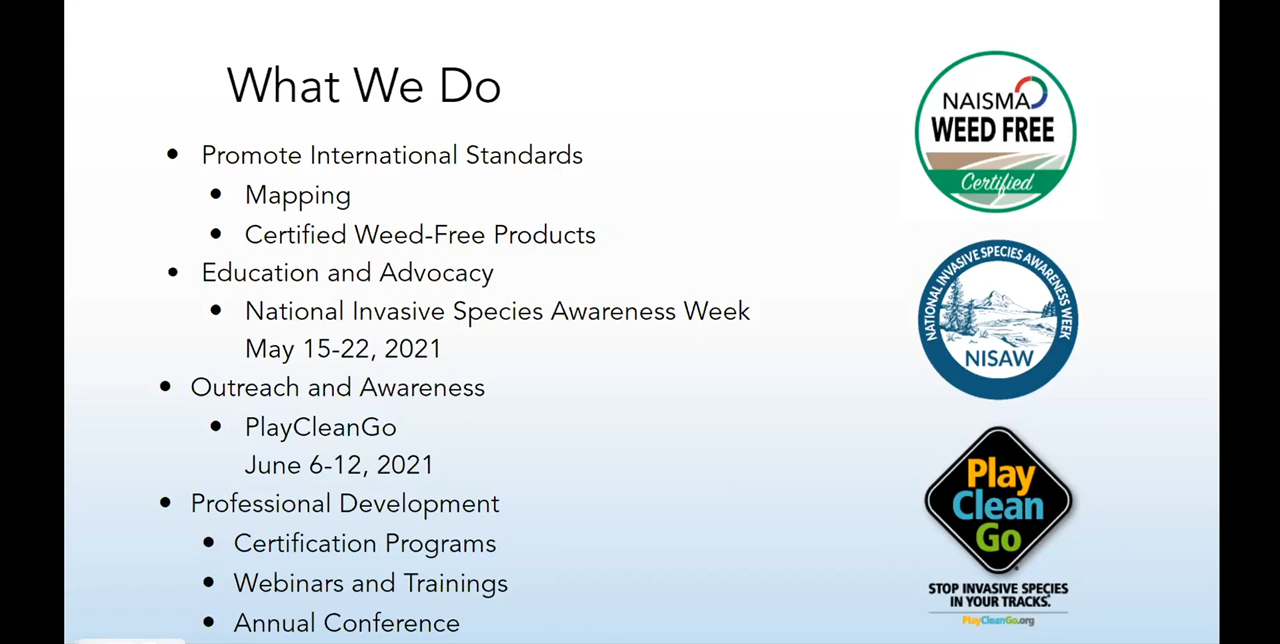 What We Do
• Promote International Standards
• Mapping
• Certified Weed-Free Products
• Education and Advocacy
• National Invasive Species Awareness Week
May 15-22, 2021
• Outreach and Awareness
• PlayCleanGo
June 6-12, 2021
• Professional Development
• Certification Programs
• Webinars and Trainings
• Annual Conference
NAISMA
WEED FREE
Certified
NATIONAL INVASIVE SPECIES AWARENESS WEEK
NISAW
Play
Clean
Go
STOP INVASIVE SPECIES
IN YOUR TRACKS.
PlayCleanGo.org